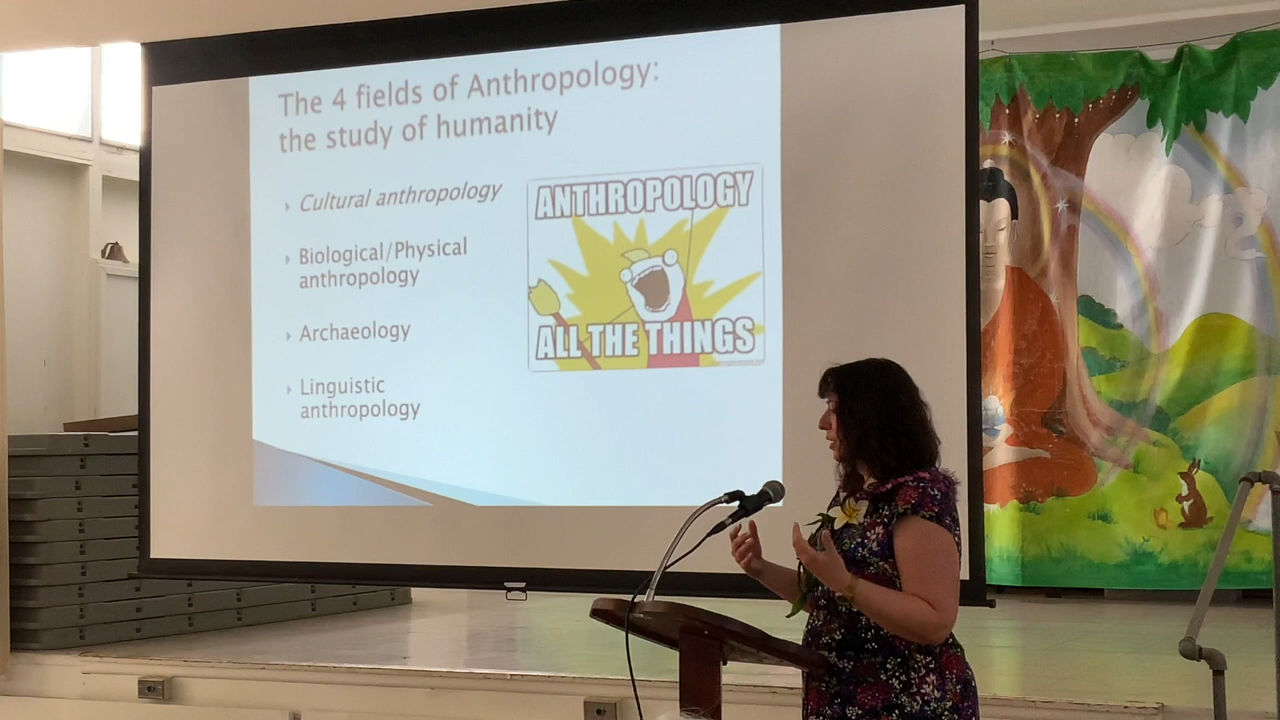 The 4 fields of Anthropology:
the study of humanity
Cultural anthropology
Biological/Physical
anthropology
Archaeology
Linguistic
anthropology
ANTHROPOLOGY
ALL THE THINGS